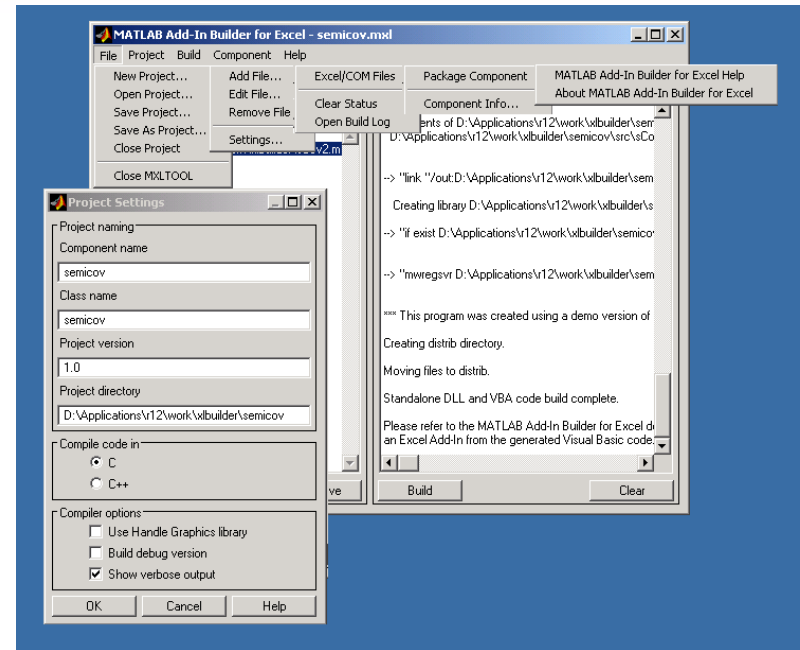 MATLAB Add-In Builder for Excel - semicov.mxl
File Project Build Component Help
New Project...
Open Project...
Save Project...
Save As Project...
Close Project
Close MXLTOOL
Add File...
Edit File...
Remove File
Settings...
Excel/COM Files
Clear Status
Open Build Log
Package Component
Component Info...
MATLAB Add-In Builder for Excel Help
About MATLAB Add-In Builder for Excel
ents of D:\Applications\r12\work\xlbuilder\sem
D:\Applications\r12\work\xlbuilder\semicov\src\sCo
v2.m
--> "link "/out:D:\Applications\r12\work\xlbuilder\sem
Creating library D:\Applications\r12\work\xlbuilder\s
--> "if exist D:\Applications\r12\work\xlbuilder\semico
--> "mwregsvr D:\Applications\r12\work\xlbuilder\sem
*** This program was created using a demo version of
Creating distrib directory.
Moving files to distrib.
Standalone DLL and VBA code build complete.
Please refer to the MATLAB Add-In Builder for Excel d
an Excel Add-In from the generated Visual Basic code.
ve
Build
Clear
Project Settings
Project naming
Component name
semicov
Class name
semicov
Project version
1.0
Project directory
D:\Applications\r12\work\xlbuilder\semicov
Compile code in
C
C++
Compiler options
Use Handle Graphics library
Build debug version
Show verbose output
OK
Cancel
Help